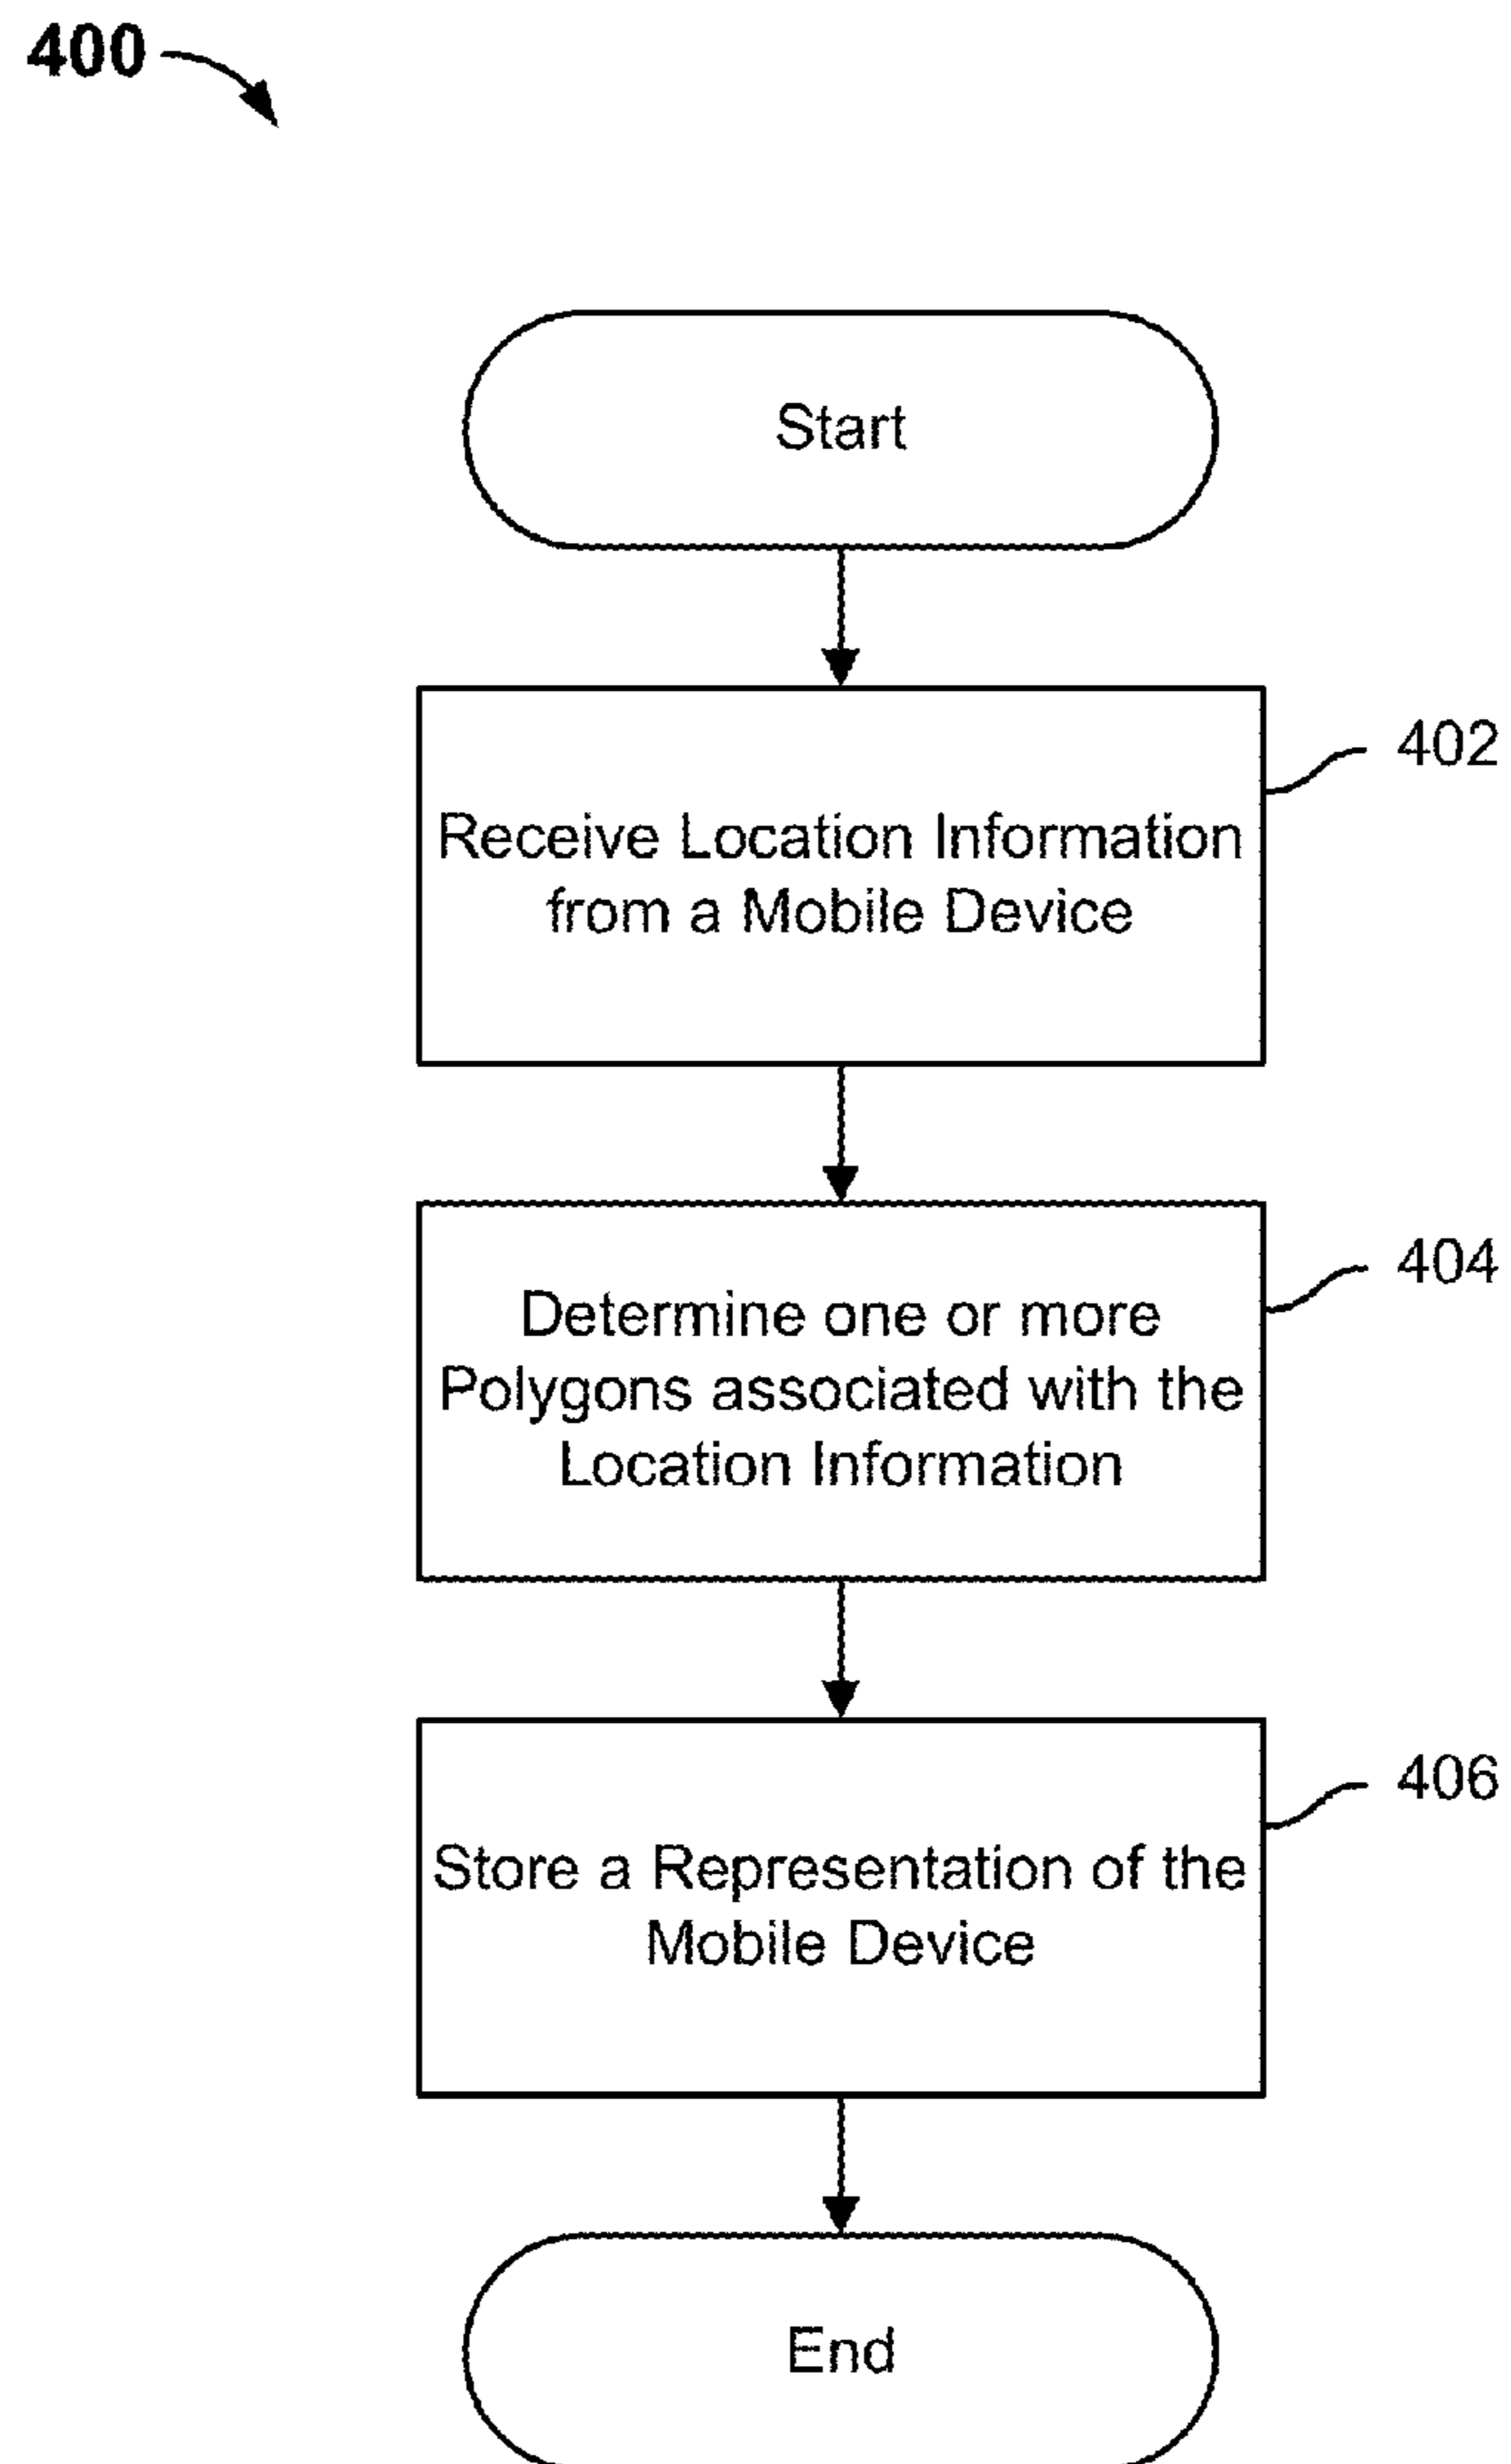 400
Start
402
Receive Location Information
from a Mobile Device
404
Determine one or more
Polygons associated with the
Location Information
406
Store a Representation of the
Mobile Device
End